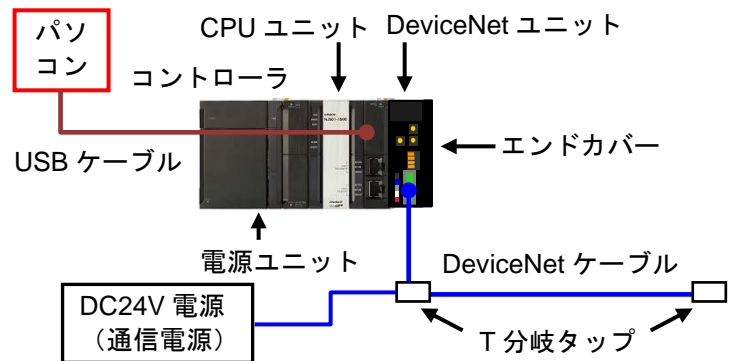 パソ
コン
CPU ユニット
DeviceNet ユニット
コントローラ
USB ケーブル
エンドカバー
電源ユニット
DeviceNet ケーブル
DC24V 電源
（通信電源）
T 分岐タップ